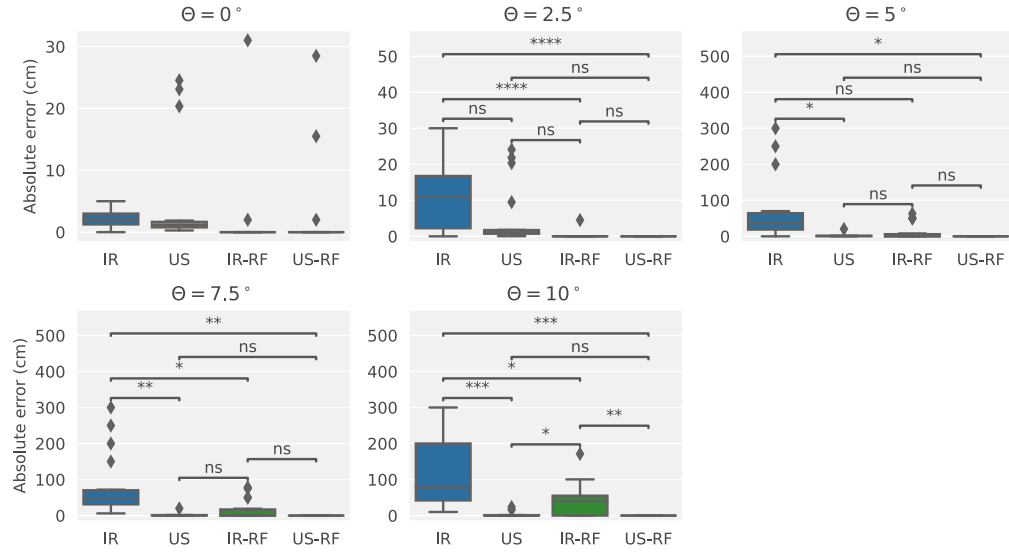 Θ = 0°
Absolute error (cm)
30
20
10
0
IR US IR-RF US-RF
Θ = 2.5°
50
40
30
20
10
0
****
ns
****
ns
ns
ns
IR US IR-RF US-RF
Θ = 5°
500
400
300
200
100
0
*
ns
ns
*
ns
ns
IR US IR-RF US-RF
Θ = 7.5°
Absolute error (cm)
500
400
300
200
100
0
**
ns
*
**
ns
ns
IR US IR-RF US-RF
Θ = 10°
500
400
300
200
100
0
***
ns
*
***
**
*
IR US IR-RF US-RF